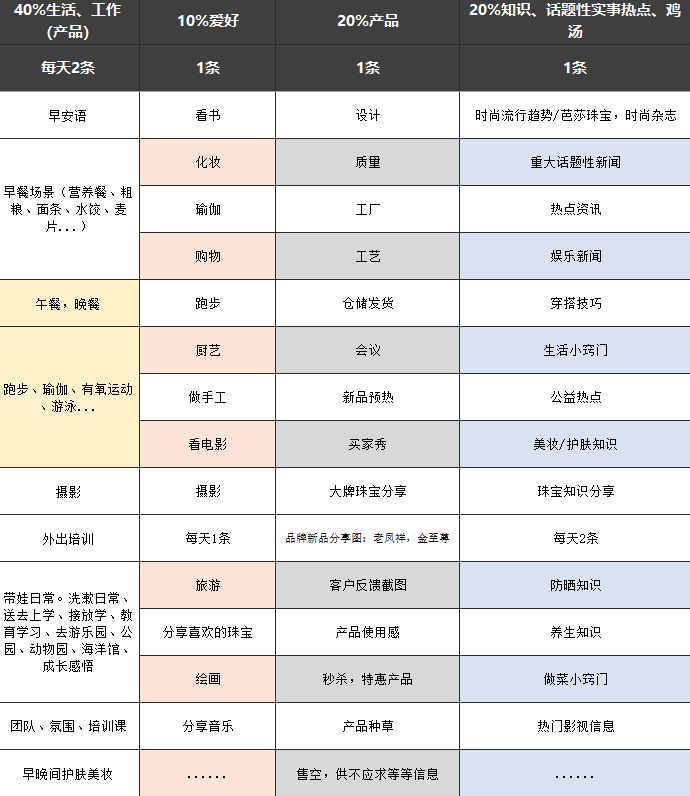 40%生活、工作
(产品)
10%爱好
20%产品
20%知识、话题性实事热点、鸡
汤
每天2条
1条
1条
1条
早安语
看书
设计
时尚流行趋势/芭莎珠宝，时尚杂志
早餐场景（营养餐、粗
粮、面条、水饺、麦
片...）
化妆
质量
重大话题性新闻
瑜伽
工厂
热点资讯
购物
工艺
娱乐新闻
午餐，晚餐
跑步
仓储发货
穿搭技巧
跑步、瑜伽、有氧运动
、游泳...
厨艺
会议
生活小窍门
做手工
新品预热
公益热点
看电影
买家秀
美妆/护肤知识
摄影
摄影
大牌珠宝分享
珠宝知识分享
外出培训
每天1条
品牌新品分享图：老凤祥，金至尊
每天2条
带娃日常。洗漱日常、
送去上学、接放学、教
育学习、去游乐园、公
园、动物园、海洋馆、
成长感悟
旅游
客户反馈截图
防晒知识
分享喜欢的珠宝
产品使用感
养生知识
绘画
秒杀，特惠产品
做菜小窍门
团队、氛围、培训课
分享音乐
产品种草
热门影视信息
早晚间护肤美妆
......
售空，供不应求等等信息
......